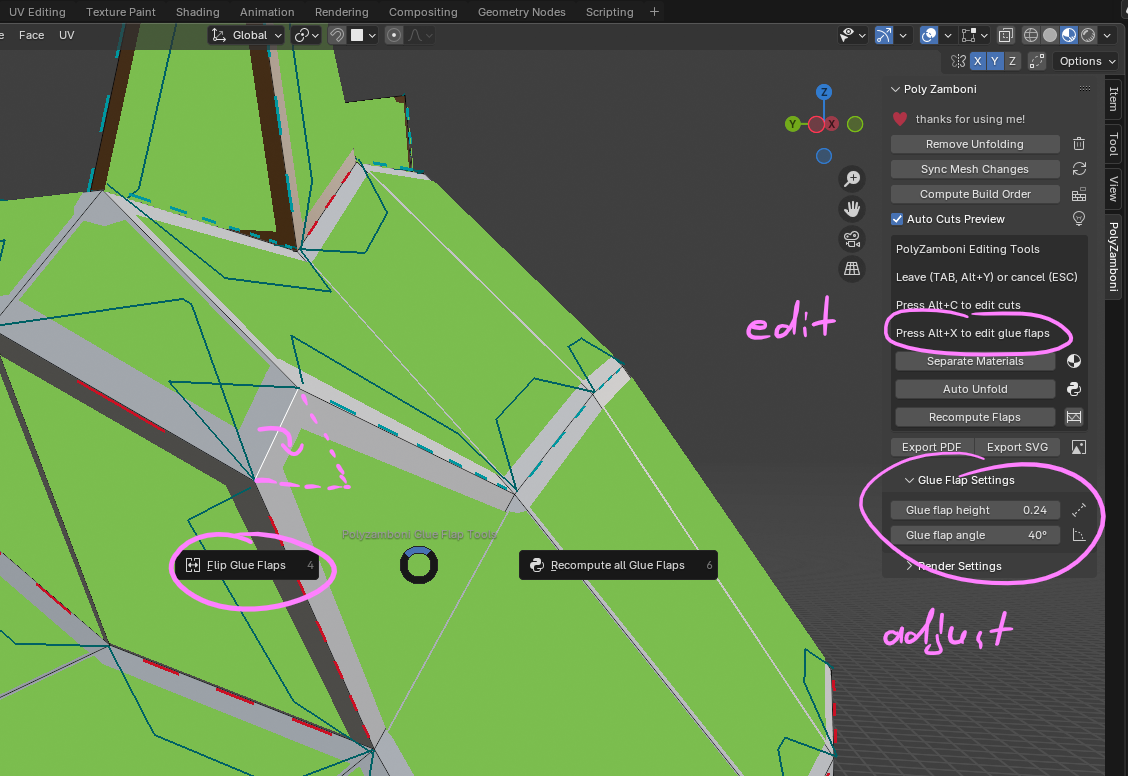 UV Editing Texture Paint Shading Animation Rendering Compositing Geometry Nodes Scripting +
e Face UV Global
X Y Z Options
Z
Y X
Poly Zamboni
thanks for using me!
Remove Unfolding
Sync Mesh Changes
Compute Build Order
Auto Cuts Preview
PolyZamboni Editing Tools
Leave (TAB, Alt+Y) or cancel (ESC)
Press Alt+C to edit cuts
Press Alt+X to edit glue flaps
Separate Materials
Auto Unfold
Recompute Flaps
Export PDF Export SVG
Glue Flap Settings
Glue flap height 0.24
Glue flap angle 40°
Render Settings
Item
Tool
View
PolyZamboni
edit
adjust
Polyzamboni Glue Flap Tools
Flip Glue Flaps 4
Recompute all Glue Flaps 6